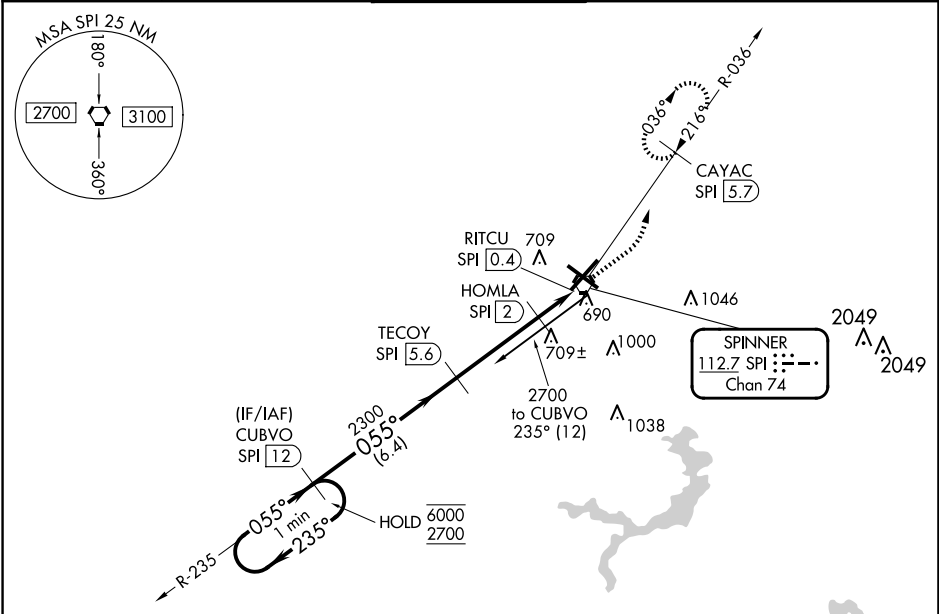 MSA SPI 25 NM
180°
2700
3100
360°
R-036
036°
216°
CAYAC
SPI 5.7
RITCU
SPI 0.4
709
HOMLA
SPI 2
690
1046
TECOY
SPI 5.6
709±
1000
2049
2049
SPINNER
112.7 SPI
Chan 74
2700
to CUBVO
235° (12)
1038
(IF/IAF)
CUBVO
SPI 12
2300
055°
(6.4)
055°
1 min
235°
HOLD 6000
2700
R-235